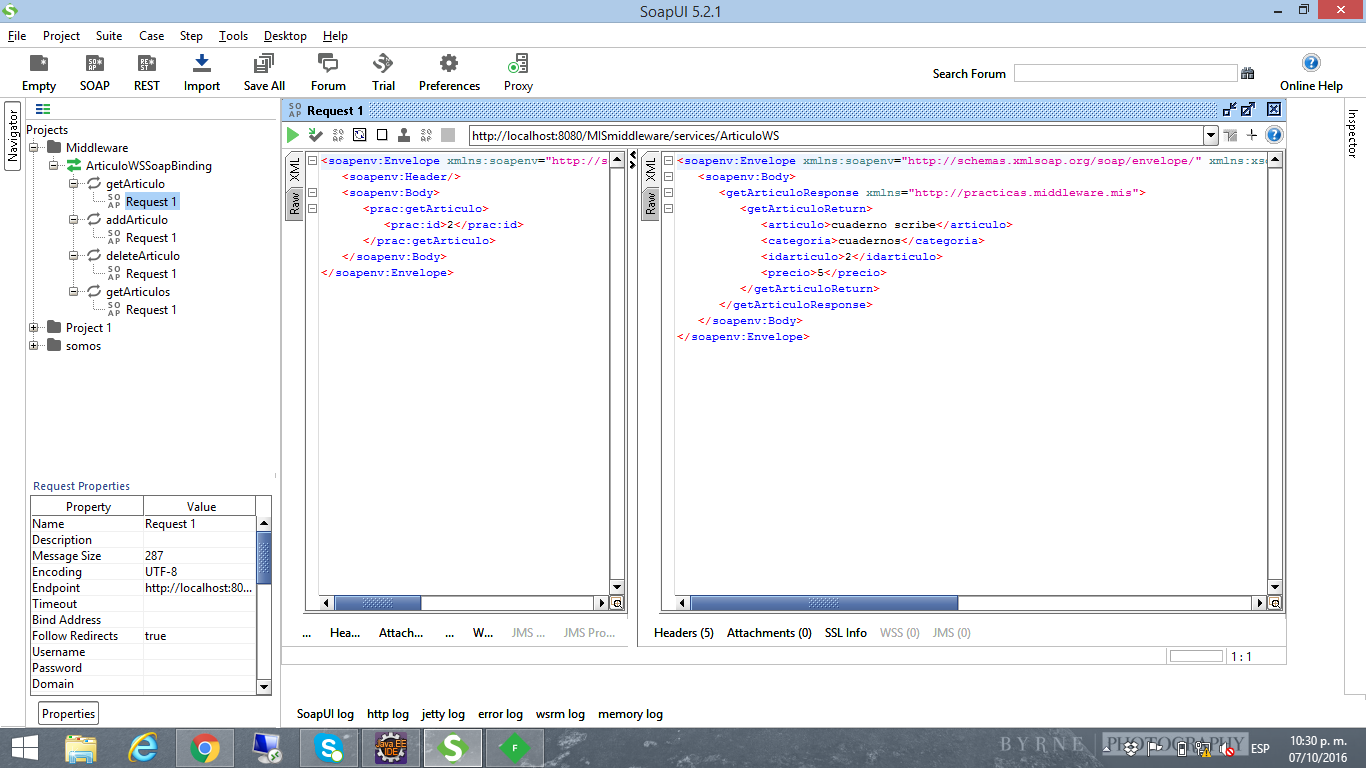 SoapUI 5.2.1
File Project Suite Case Step Tools Desktop Help
Empty SOAP REST Import Save All Forum Trial Preferences Proxy
Search Forum
Online Help
Navigator
Projects
Middleware
ArticuloWSSoapBinding
getArticulo
Request 1
addArticulo
Request 1
deleteArticulo
Request 1
getArticulos
Request 1
Project 1
somos
Request Properties
Property Value
Name Request 1
Description
Message Size 287
Encoding UTF-8
Endpoint http://localhost:80...
Timeout
Bind Address
Follow Redirects true
Username
Password
Domain
Properties
Request 1
http://localhost:8080/MISmiddleware/services/ArticuloWS
XML
Raw
<soapenv:Envelope xmlns:soapenv="http://s
<soapenv:Header/>
<soapenv:Body>
<prac:getArticulo>
<prac:id>2</prac:id>
</prac:getArticulo>
</soapenv:Body>
</soapenv:Envelope>
... Hea... Attach... ... W... JMS ... JMS Pro...
XML
Raw
<soapenv:Envelope xmlns:soapenv="http://schemas.xmlsoap.org/soap/envelope/" xmlns:xsd
<soapenv:Body>
<getArticuloResponse xmlns="http://practicas.middleware.mis">
<getArticuloReturn>
<articulo>cuaderno scribe</articulo>
<categoria>cuadernos</categoria>
<idarticulo>2</idarticulo>
<precio>5</precio>
</getArticuloReturn>
</getArticuloResponse>
</soapenv:Body>
</soapenv:Envelope>
Headers (5) Attachments (0) SSL Info WSS (0) JMS (0)
1 : 1
Inspector
SoapUI log http log jetty log error log wsrm log memory log
Java EE
IDE
BYRNE PHOTOGRAPHY
ESP
10:30 p. m.
07/10/2016